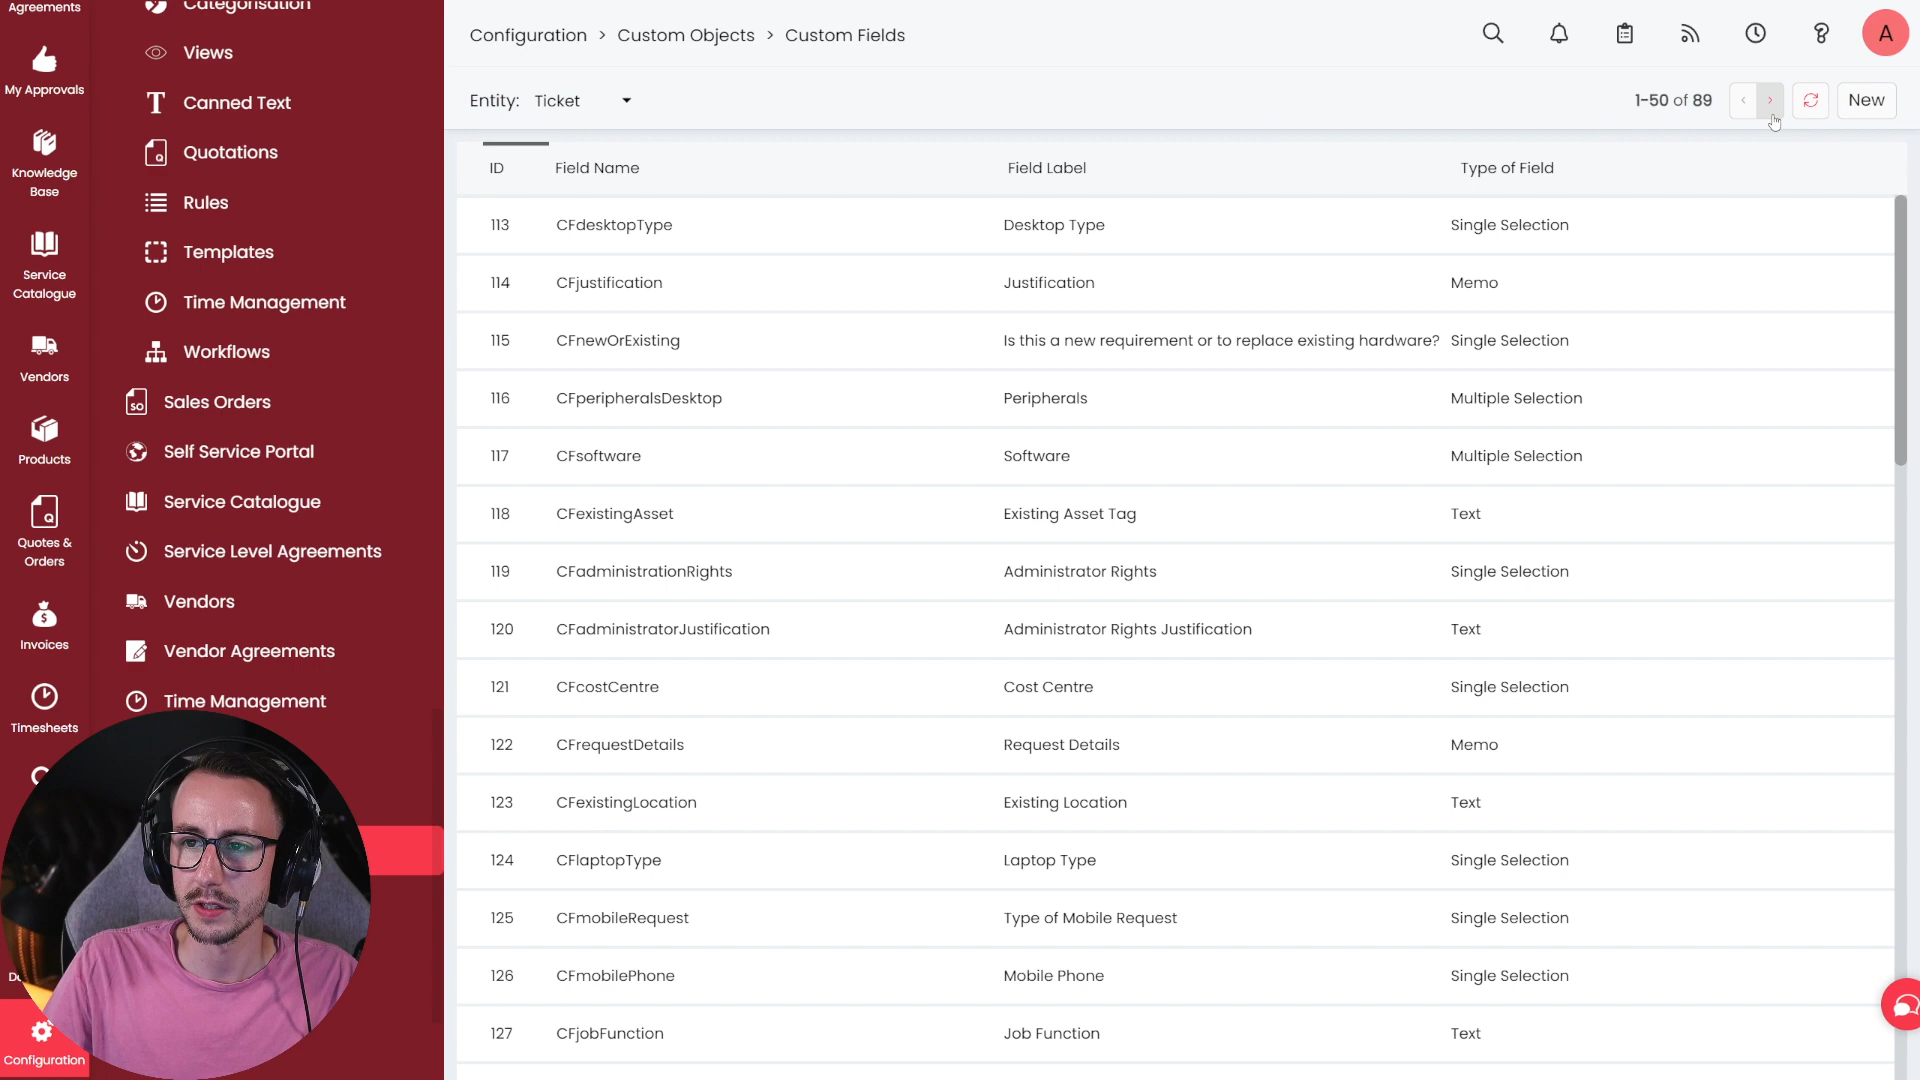 Agreements
My Approvals
Knowledge
Base
Service
Catalogue
Vendors
Products
Quotes &
Orders
Invoices
Timesheets
Configuration
Categorisation
Views
Canned Text
Quotations
Rules
Templates
Time Management
Workflows
Sales Orders
Self Service Portal
Service Catalogue
Service Level Agreements
Vendors
Vendor Agreements
Time Management
Configuration > Custom Objects > Custom Fields
A
Entity: Ticket
1-50 of 89
New
ID Field Name Field Label Type of Field
113 CFdesktopType Desktop Type Single Selection
114 CFjustification Justification Memo
115 CFnewOrExisting Is this a new requirement or to replace existing hardware? Single Selection
116 CFperipheralsDesktop Peripherals Multiple Selection
117 CFsoftware Software Multiple Selection
118 CFexistingAsset Existing Asset Tag Text
119 CFadministrationRights Administrator Rights Single Selection
120 CFadministratorJustification Administrator Rights Justification Text
121 CFcostCentre Cost Centre Single Selection
122 CFrequestDetails Request Details Memo
123 CFexistingLocation Existing Location Text
124 CFlaptopType Laptop Type Single Selection
125 CFmobileRequest Type of Mobile Request Single Selection
126 CFmobilePhone Mobile Phone Single Selection
127 CFjobFunction Job Function Text